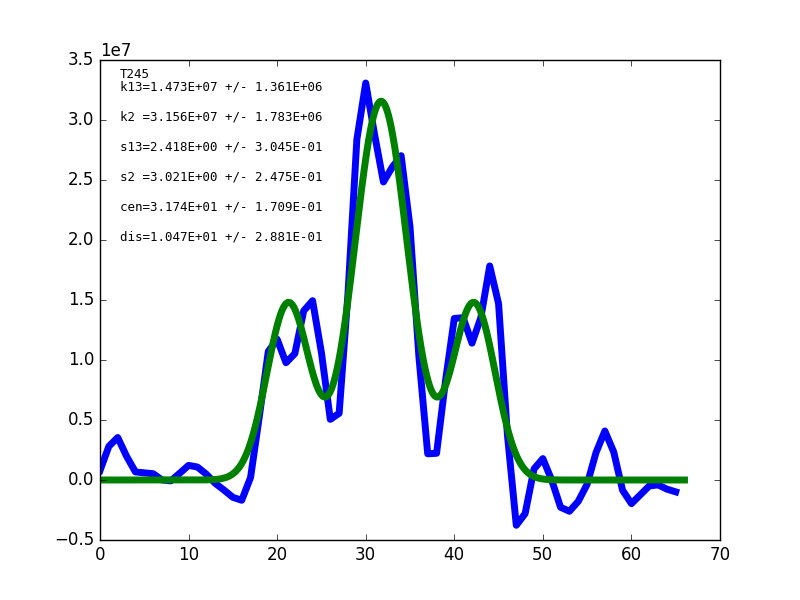 1e7
3.5
3.0
2.5
2.0
1.5
1.0
0.5
0.0
−0.5
T245
k13=1.473E+07 +/- 1.361E+06
k2 =3.156E+07 +/- 1.783E+06
s13=2.418E+00 +/- 3.045E-01
s2 =3.021E+00 +/- 2.475E-01
cen=3.174E+01 +/- 1.709E-01
dis=1.047E+01 +/- 2.881E-01
0 10 20 30 40 50 60 70